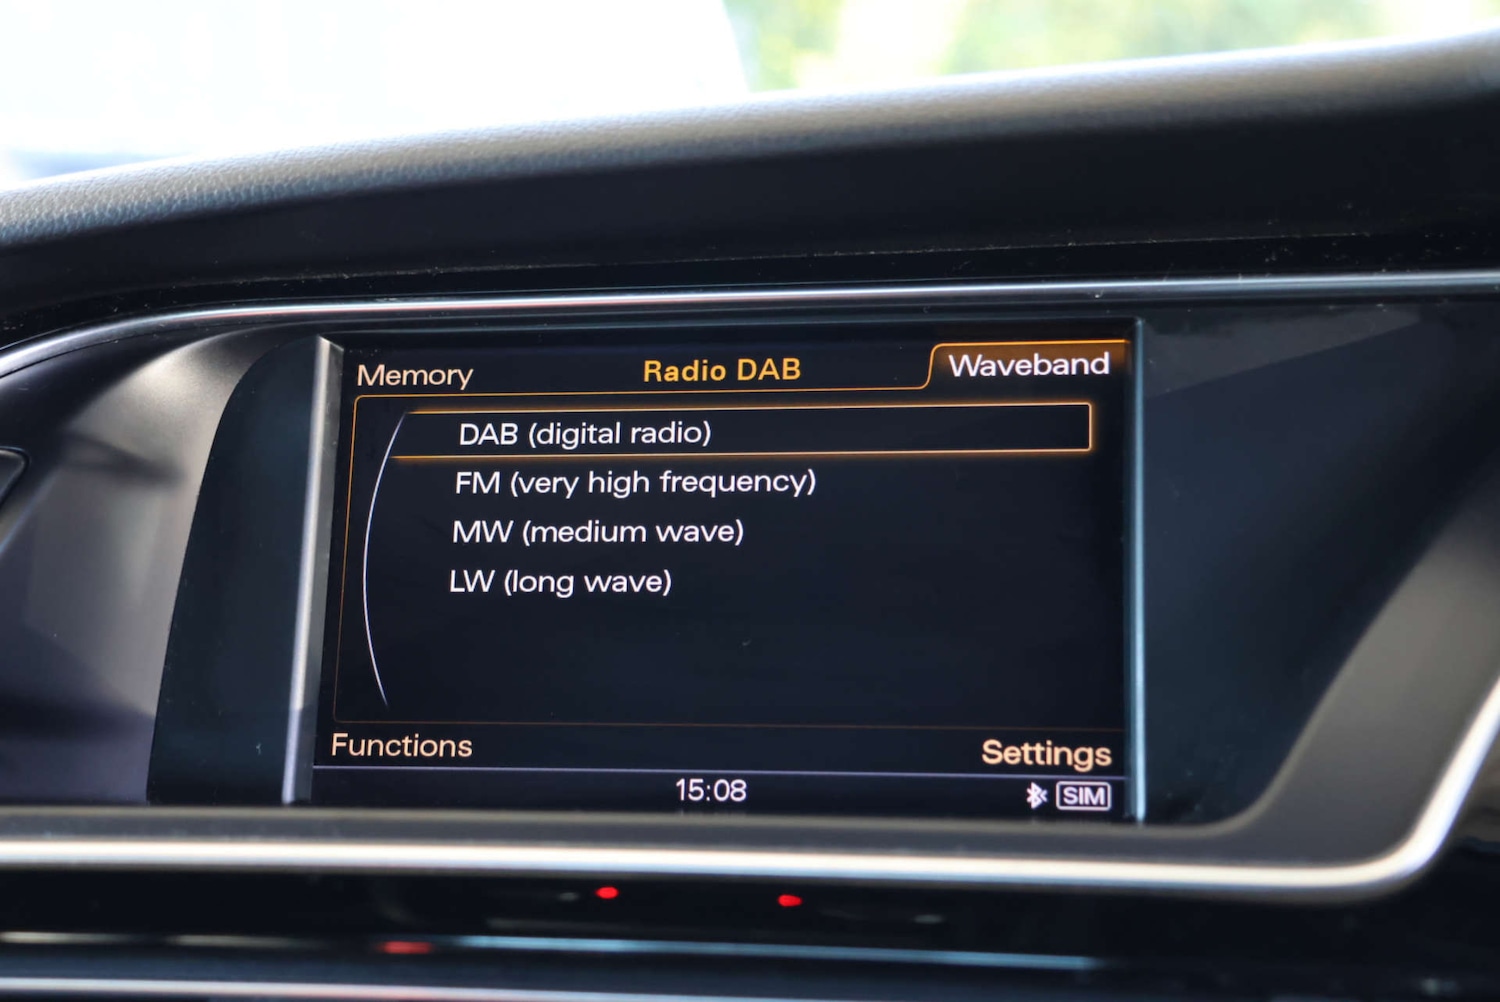 Memory
Radio DAB
Waveband
DAB (digital radio)
FM (very high frequency)
MW (medium wave)
LW (long wave)
Functions
Settings
15:08
SIM